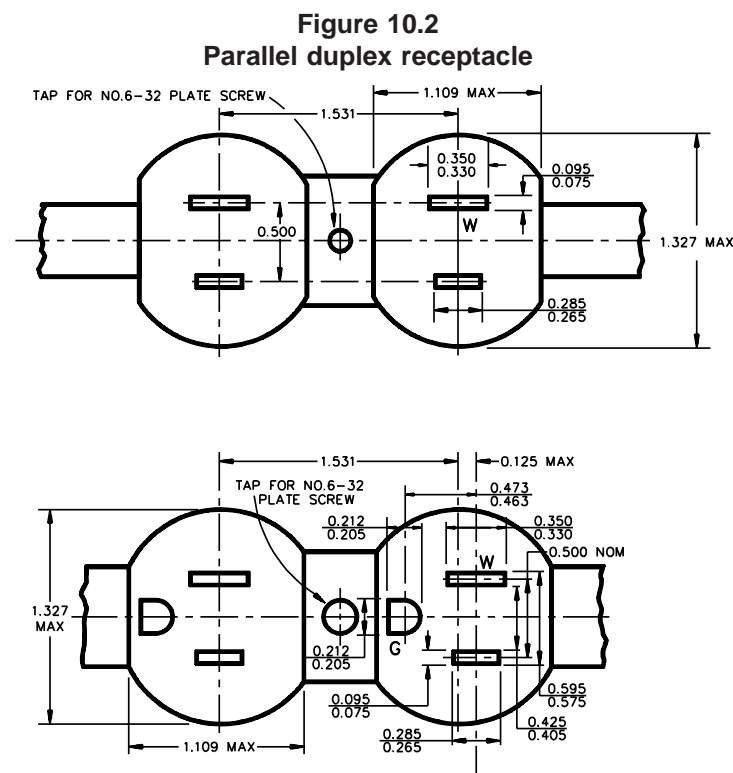 Figure 10.2
Parallel duplex receptacle
TAP FOR NO.6-32 PLATE SCREW
1.531
1.109 MAX
0.350
0.330
0.095
0.075
W
0.500
1.327 MAX
0.285
0.265
1.531
0.125 MAX
TAP FOR NO.6-32
PLATE SCREW
0.473
0.463
0.212
0.205
0.350
0.330
W
0.500 NOM
1.327
MAX
G
0.212
0.205
0.095
0.075
0.595
0.575
0.425
0.405
1.109 MAX
0.285
0.265